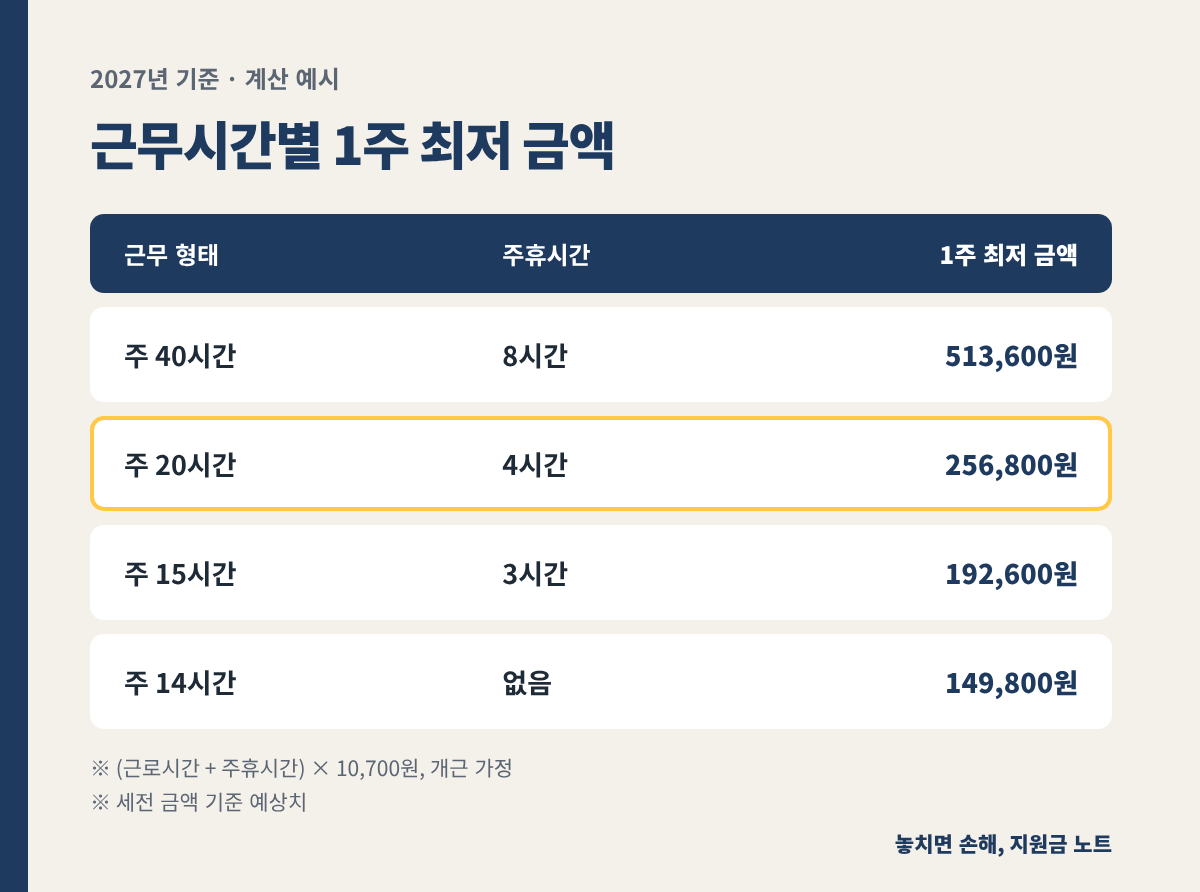 2027년 기준 · 계산 예시
근무시간별 1주 최저 금액
근무 형태 주휴시간 1주 최저 금액
주 40시간 8시간 513,600원
주 20시간 4시간 256,800원
주 15시간 3시간 192,600원
주 14시간 없음 149,800원
※ (근로시간 + 주휴시간) × 10,700원, 개근 가정
※ 세전 금액 기준 예상치
놓치면 손해, 지원금 노트